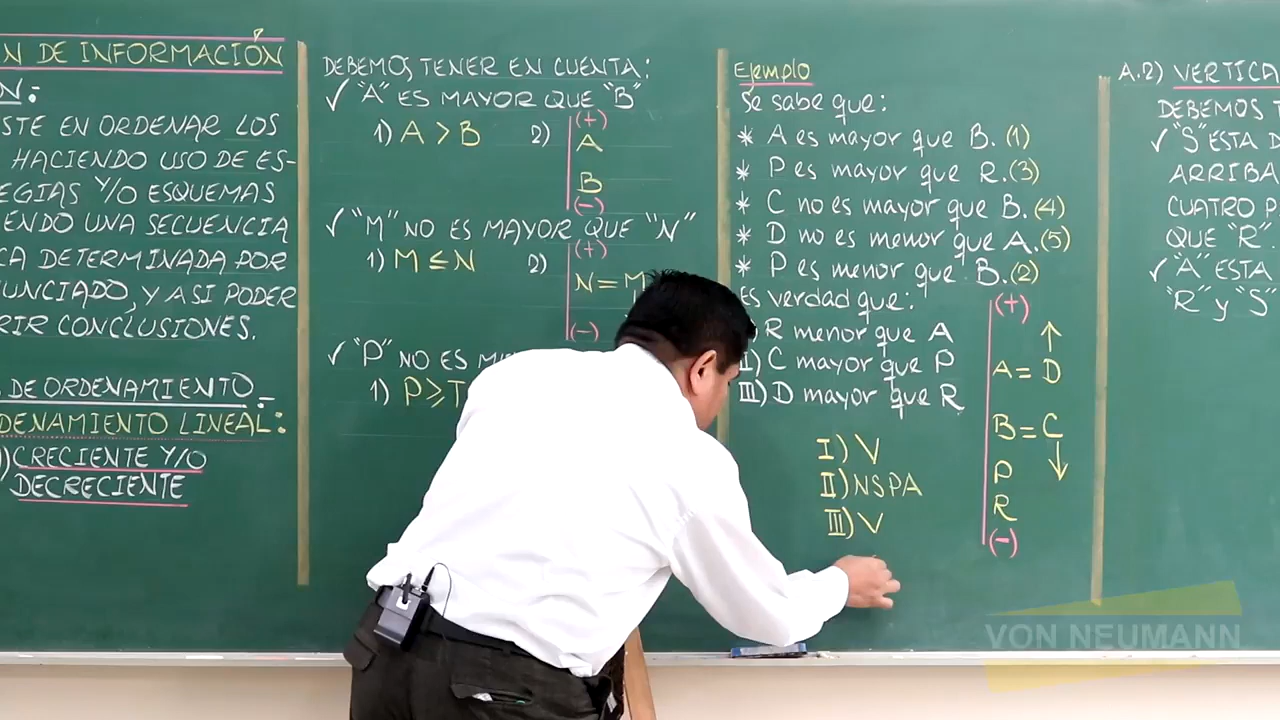 N DE INFORMACIÓN
N:
STE EN ORDENAR LOS
HACIENDO USO DE ES-
EGIAS Y/O ESQUEMAS
ENDO UNA SECUENCIA
CA DETERMINADA POR
UNCIADO, Y ASI PODER
RIR CONCLUSIONES.
DE ORDENAMIENTO.-
DENAMIENTO LINEAL:
) CRECIENTE Y/O
DECRECIENTE
DEBEMOS TENER EN CUENTA:
✓ "A" ES MAYOR QUE "B"
1) A > B 2)
(+)
A
B
(-)
✓ "M" NO ES MAYOR QUE "N"
1) M ≤ N 2)
(+)
N = M
(-)
✓ "P" NO ES ME
1) P ≥ T
Ejemplo
Se sabe que:
* A es mayor que B. (1)
* P es mayor que R. (3)
* C no es mayor que B. (4)
* D no es menor que A. (5)
* P es menor que B. (2)
Es verdad que:
) R menor que A
II) C mayor que P
III) D mayor que R.
I) V
II) NSPA
III) V
(+)
↑
A = D
B = C
↓
P
R
(-)
A.2) VERTICA
DEBEMOS T
✓ "S" ESTA D
ARRIBA
CUATRO P
QUE "R".
✓ "A" ESTA
"R" y "S"
VON NEUMANN